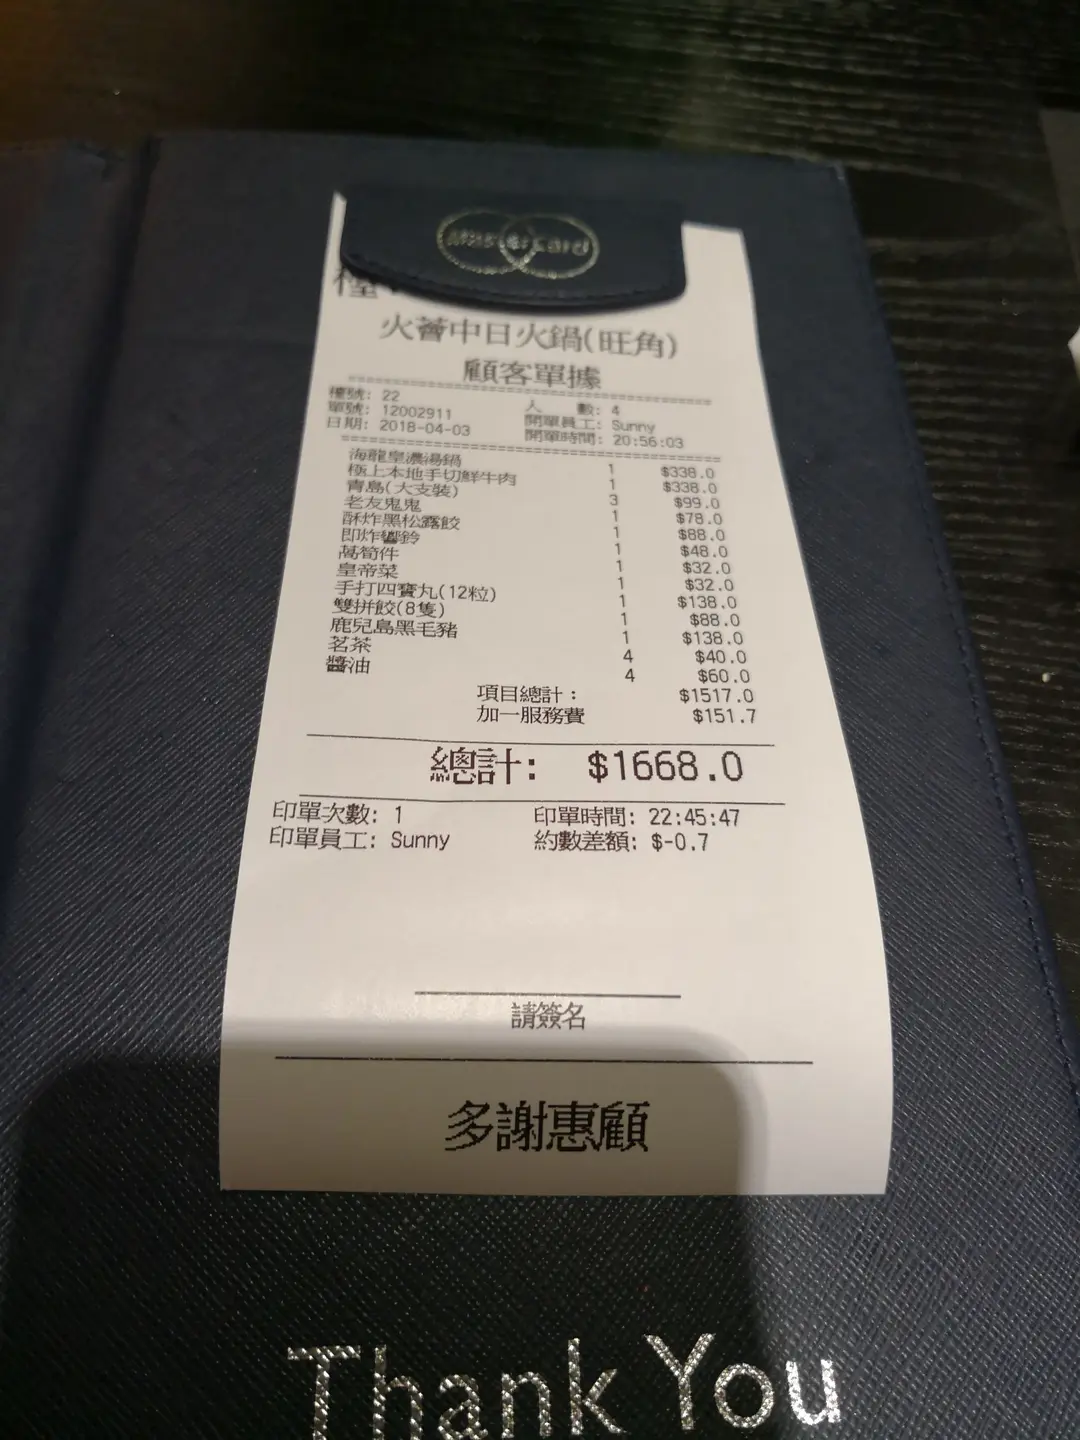 mastercard
火薈中日火鍋(旺角)
顧客單據
檯號: 22 人 數: 4
單號: 12002911 開單員工: Sunny
日期: 2018-04-03 開單時間: 20:56:03
海龍皇濃湯鍋 1 $338.0
極上本地手切鮮牛肉 1 $338.0
青島(大支裝) 3 $99.0
老友鬼鬼 1 $78.0
酥炸黑松露餃 1 $88.0
即炸響鈴 1 $48.0
萵筍件 1 $32.0
皇帝菜 1 $32.0
手打四寶丸(12粒) 1 $138.0
雙拼餃(8隻) 1 $88.0
鹿兒島黑毛豬 1 $138.0
茗茶 4 $40.0
醬油 4 $60.0
項目總計: $1517.0
加一服務費 $151.7
總計: $1668.0
印單次數: 1 印單時間: 22:45:47
印單員工: Sunny 約數差額: $-0.7
請簽名
多謝惠顧
Thank You